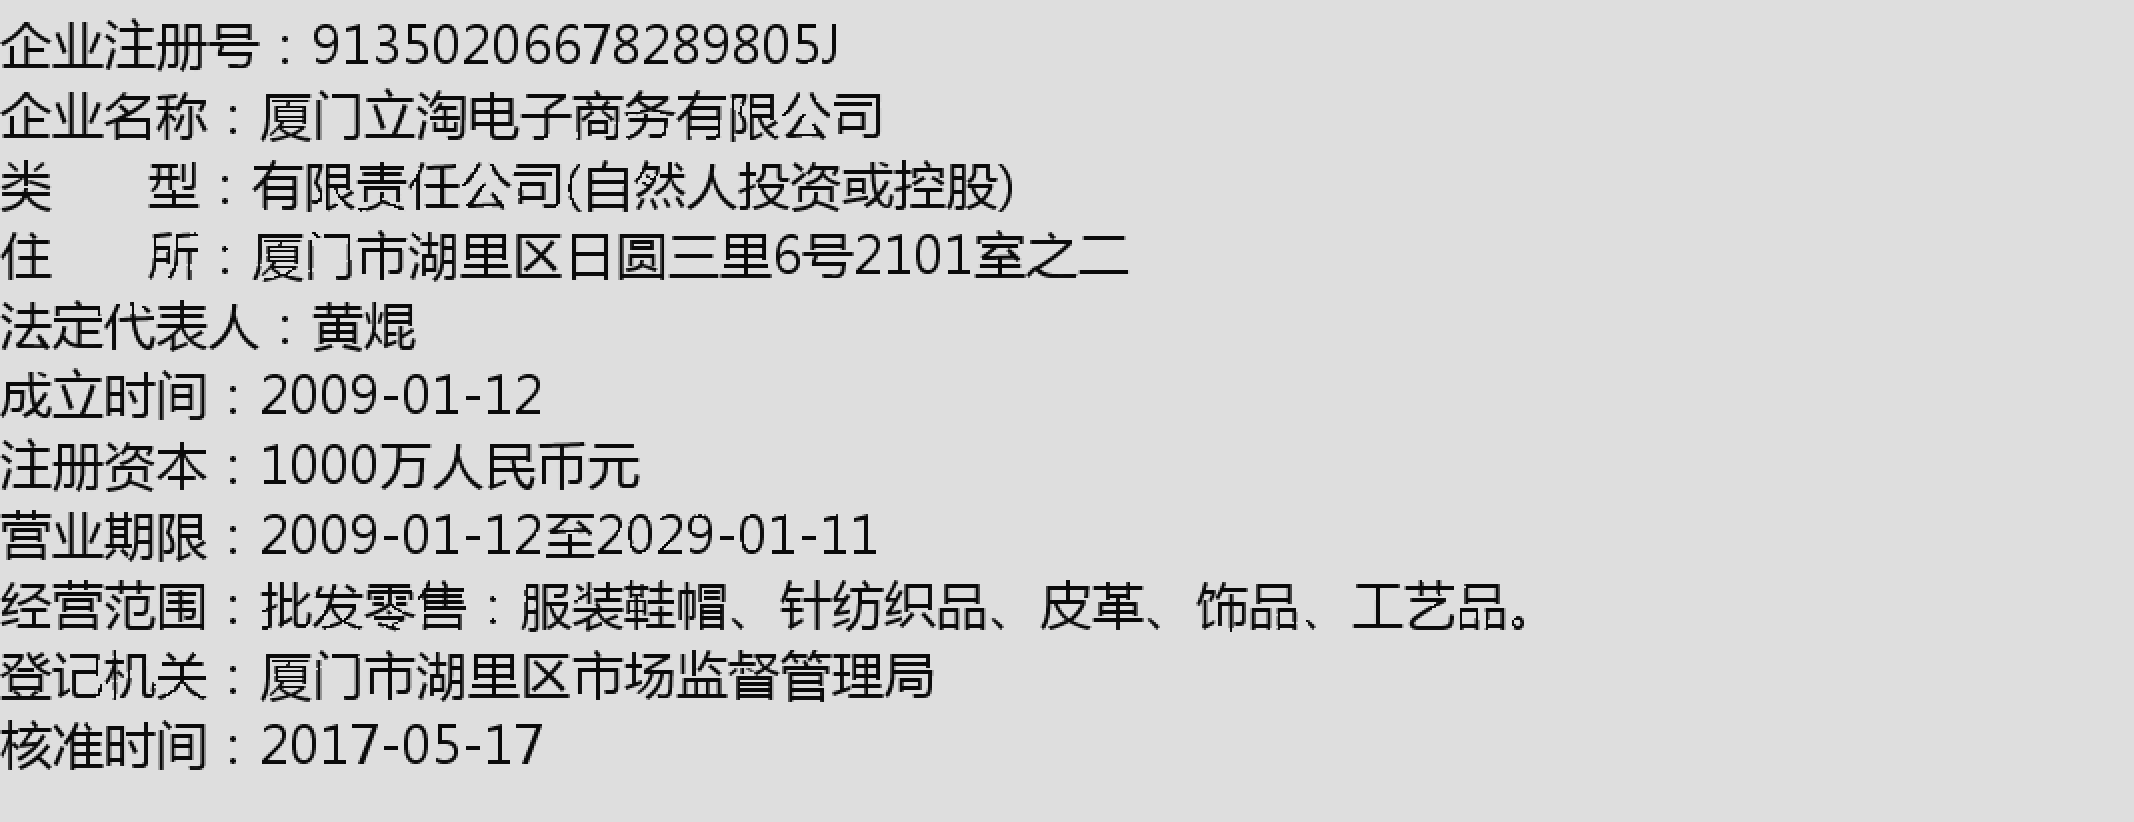 企业注册号：91350206678289805J
企业名称：厦门立淘电子商务有限公司
类　　型：有限责任公司(自然人投资或控股)
住　　所：厦门市湖里区日圆三里6号2101室之二
法定代表人：黄焜
成立时间：2009-01-12
注册资本：1000万人民币元
营业期限：2009-01-12至2029-01-11
经营范围：批发零售：服装鞋帽、针纺织品、皮革、饰品、工艺品。
登记机关：厦门市湖里区市场监督管理局
核准时间：2017-05-17